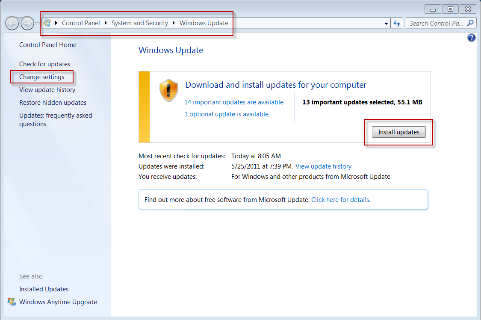 Control Panel ▸ System and Security ▸ Windows Update
Search Control Pa...
Control Panel Home
Check for updates
Change settings
View update history
Restore hidden updates
Updates: frequently asked
questions
See also
Installed Updates
Windows Anytime Upgrade
Windows Update
Download and install updates for your computer
14 important updates are available
1 optional update is available
13 important updates selected, 55.1 MB
Install updates
Most recent check for updates: Today at 8:05 AM
Updates were installed: 5/25/2011 at 7:39 PM. View update history
You receive updates: For Windows and other products from Microsoft Update
Find out more about free software from Microsoft Update. Click here for details.